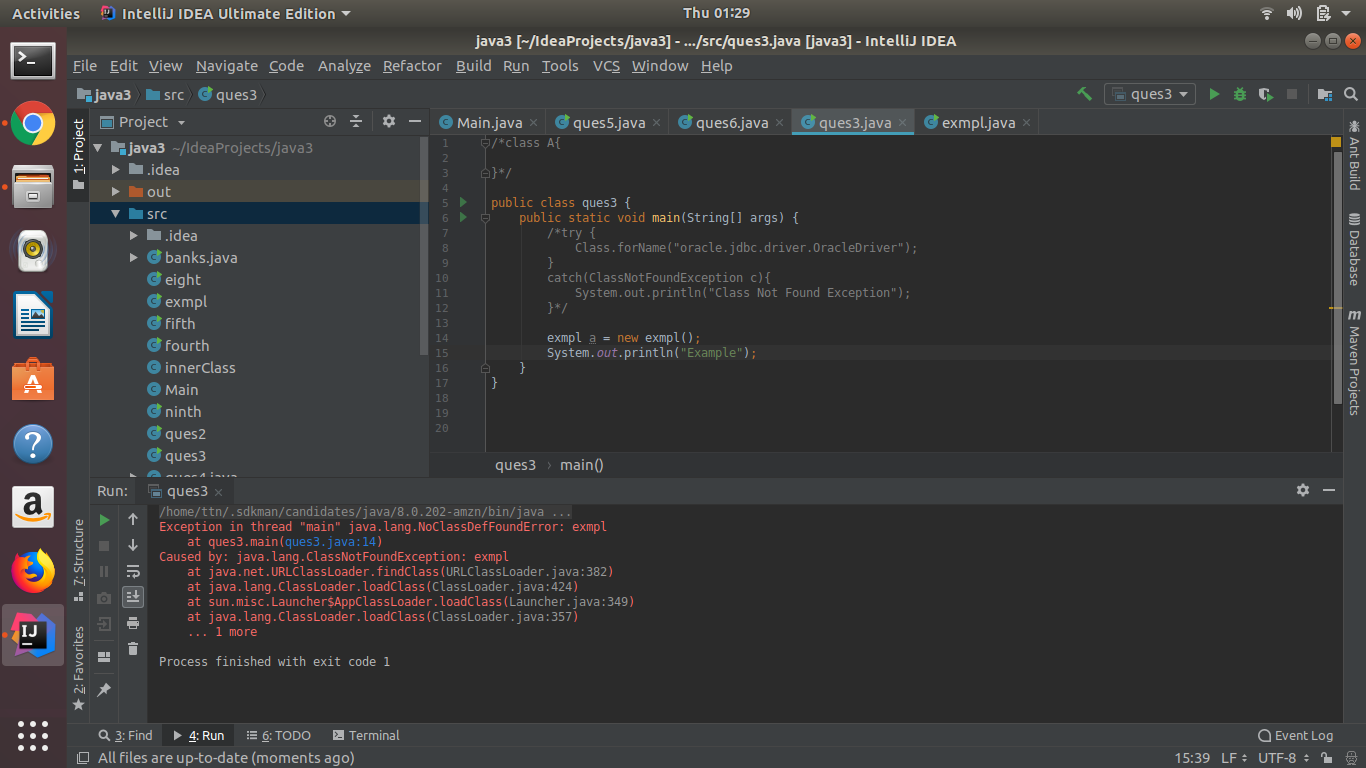 Activities
IntelliJ IDEA Ultimate Edition
Thu 01:29
java3 [~/IdeaProjects/java3] - .../src/ques3.java [java3] - IntelliJ IDEA
File Edit View Navigate Code Analyze Refactor Build Run Tools VCS Window Help
java3 src ques3
ques3
1: Project
Project
java3 ~/IdeaProjects/java3
.idea
out
src
.idea
banks.java
eight
exmpl
fifth
fourth
innerClass
Main
ninth
ques2
ques3
ques4.java
Main.java ques5.java ques6.java ques3.java exmpl.java
1 /*class A{
2
3 }*/
4
5 public class ques3 {
6 public static void main(String[] args) {
7 /*try {
8 Class.forName("oracle.jdbc.driver.OracleDriver");
9 }
10 catch(ClassNotFoundException c){
11 System.out.println("Class Not Found Exception");
12 }*/
13
14 exmpl a = new exmpl();
15 System.out.println("Example");
16 }
17 }
18
19
20
ques3 › main()
Ant Build
Database
m Maven Projects
Run: ques3
/home/ttn/.sdkman/candidates/java/8.0.202-amzn/bin/java ...
Exception in thread "main" java.lang.NoClassDefFoundError: exmpl
at ques3.main(ques3.java:14)
Caused by: java.lang.ClassNotFoundException: exmpl
at java.net.URLClassLoader.findClass(URLClassLoader.java:382)
at java.lang.ClassLoader.loadClass(ClassLoader.java:424)
at sun.misc.Launcher$AppClassLoader.loadClass(Launcher.java:349)
at java.lang.ClassLoader.loadClass(ClassLoader.java:357)
... 1 more
Process finished with exit code 1
7: Structure
2: Favorites
3: Find 4: Run 6: TODO Terminal
Event Log
All files are up-to-date (moments ago)
15:39 LF UTF-8